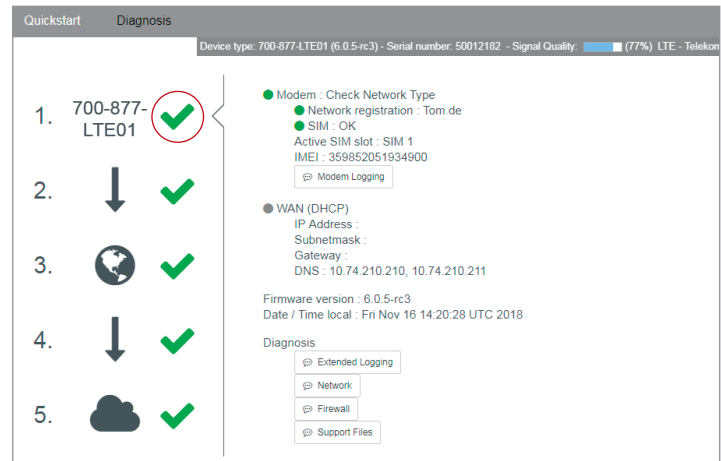 Quickstart Diagnosis
Device type: 700-877-LTE01 (6.0.5-rc3) - Serial number: 50012182 - Signal Quality: (77%) LTE - Telekom
1. 700-877-
LTE01
Modem : Check Network Type
Network registration : Tom.de
SIM : OK
Active SIM slot : SIM 1
IMEI : 359852051934900
Modem Logging
2.
WAN (DHCP)
IP Address :
Subnetmask :
Gateway :
DNS : 10.74.210.210, 10.74.210.211
3.
Firmware version : 6.0.5-rc3
Date / Time local : Fri Nov 16 14:20:28 UTC 2018
4.
Diagnosis
Extended Logging
Network
Firewall
Support Files
5.